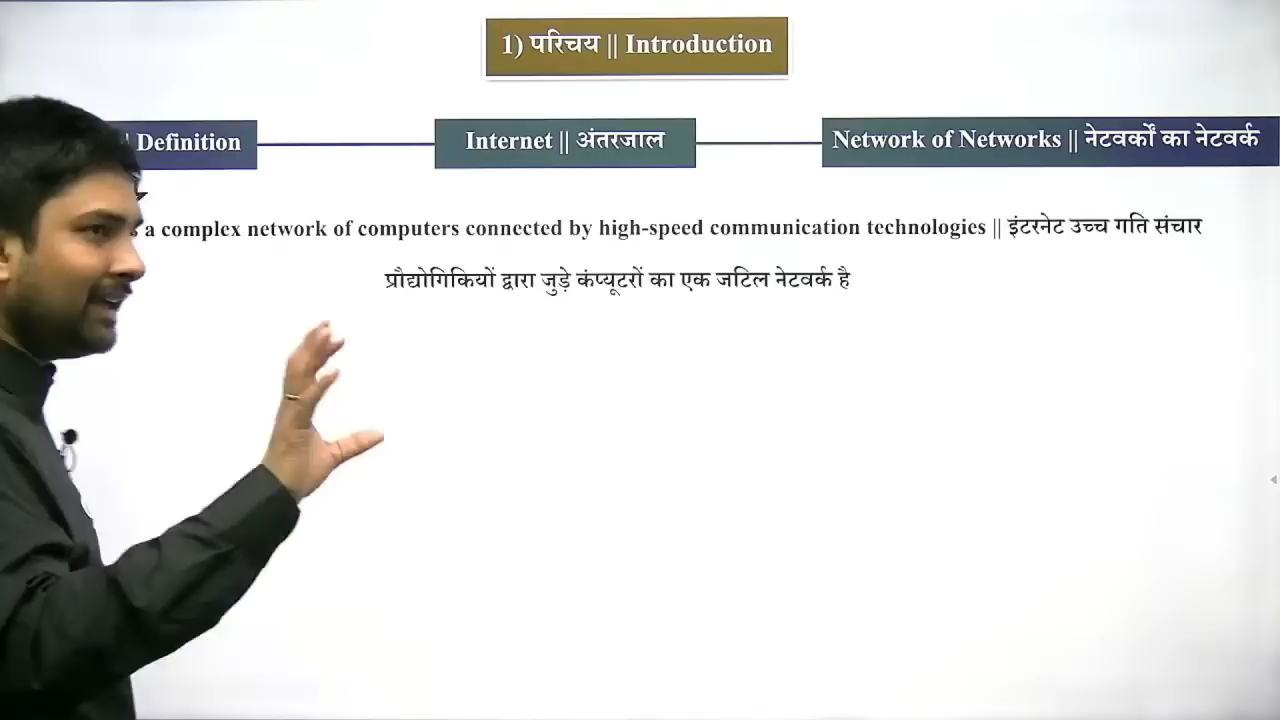 1) परिचय || Introduction
|| Definition
Internet || अंतरजाल
Network of Networks || नेटवर्कों का नेटवर्क
a complex network of computers connected by high-speed communication technologies || इंटरनेट उच्च गति संचार
प्रौद्योगिकियों द्वारा जुड़े कंप्यूटरों का एक जटिल नेटवर्क है